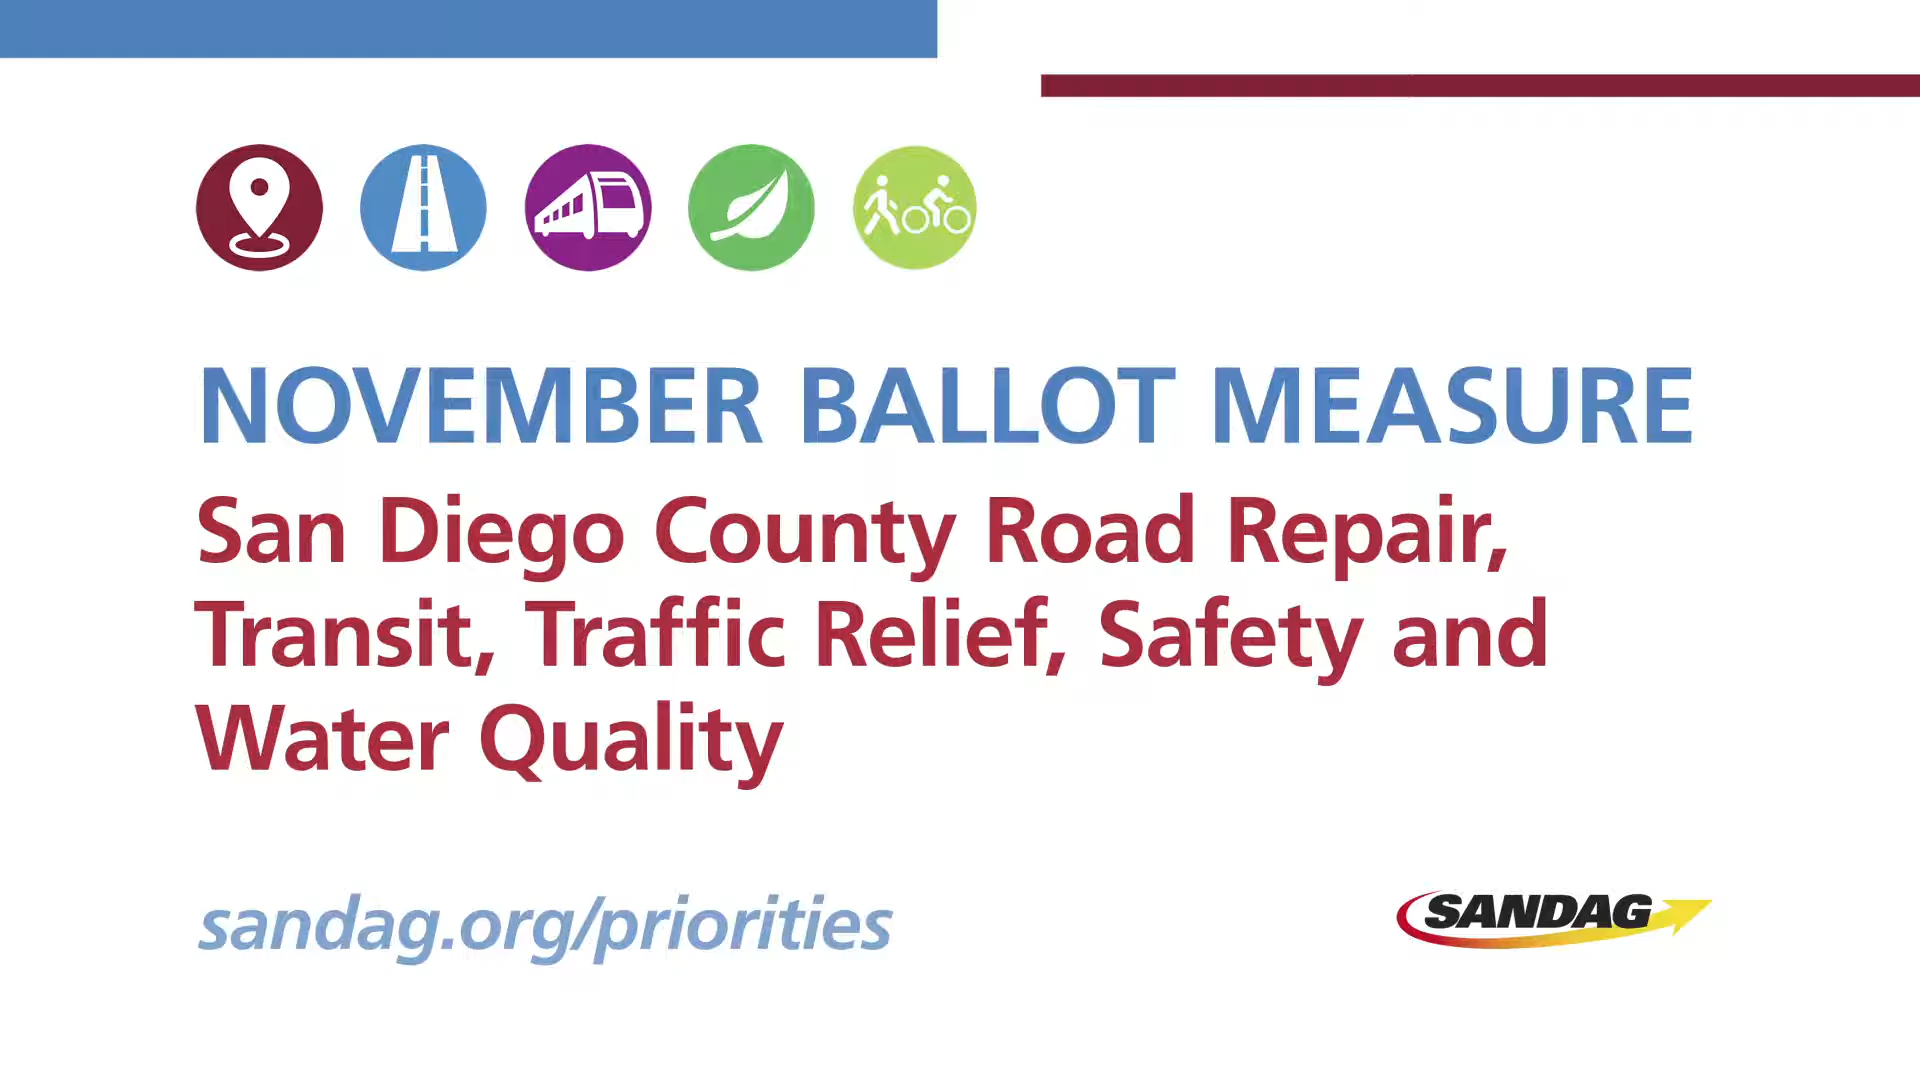 NOVEMBER BALLOT MEASURE
San Diego County Road Repair,
Transit, Traffic Relief, Safety and
Water Quality
sandag.org/priorities
SANDAG